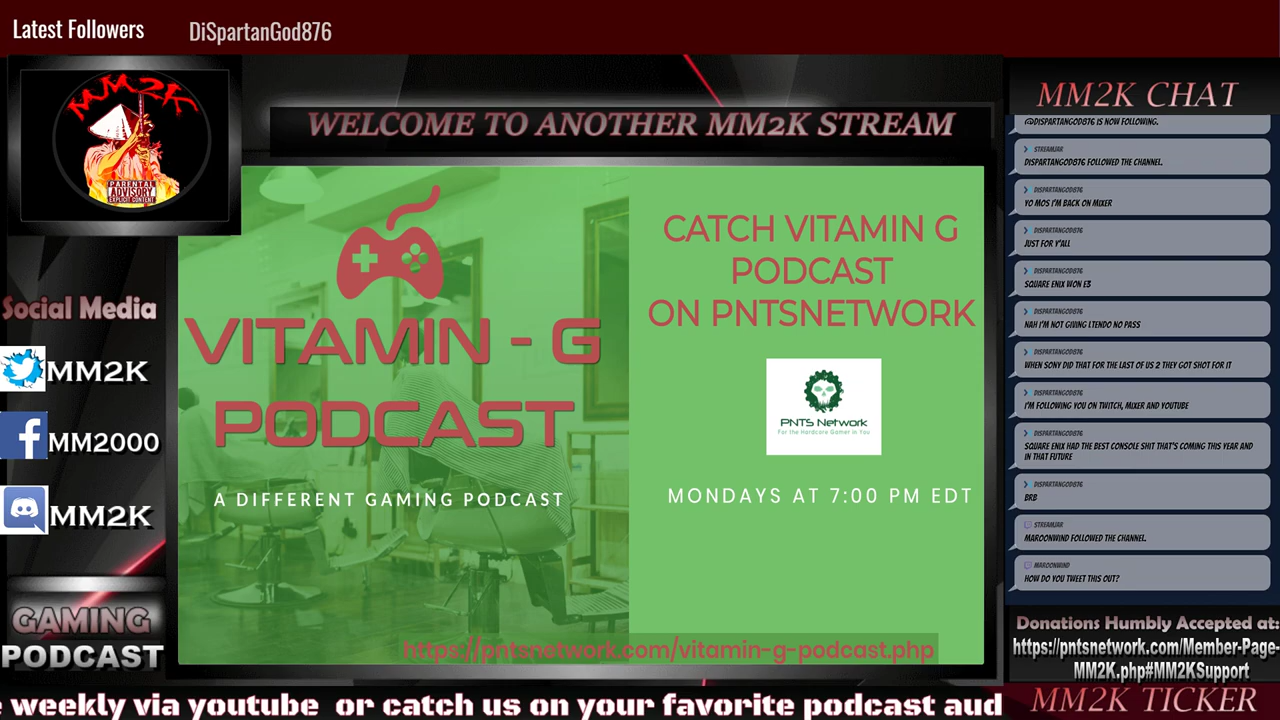 Latest Followers
DiSpartanGod876
MM2K
PARENTAL
ADVISORY
EXPLICIT CONTENT
WELCOME TO ANOTHER MM2K STREAM
Social Media
MM2K
MM2000
MM2K
GAMING
PODCAST
VITAMIN - G
PODCAST
A DIFFERENT GAMING PODCAST
CATCH VITAMIN G
PODCAST
ON PNTSNETWORK
PNTS Network
For the Hardcore Gamer in You
MONDAYS AT 7:00 PM EDT
https://pntsnetwork.com/vitamin-g-podcast.php
MM2K CHAT
@DISPARTANGOD876 IS NOW FOLLOWING.
STREAMJAR
DISPARTANGOD876 FOLLOWED THE CHANNEL.
DISPARTANGOD876
YO MOS I'M BACK ON MIXER
DISPARTANGOD876
JUST FOR Y'ALL
DISPARTANGOD876
SQUARE ENIX WON E3
DISPARTANGOD876
NAH I'M NOT GIVING LTENDO NO PASS
DISPARTANGOD876
WHEN SONY DID THAT FOR THE LAST OF US 2 THEY GOT SHOT FOR IT
DISPARTANGOD876
I'M FOLLOWING YOU ON TWITCH, MIXER AND YOUTUBE
DISPARTANGOD876
SQUARE ENIX HAD THE BEST CONSOLE SHIT THAT'S COMING THIS YEAR AND
IN THAT FUTURE
DISPARTANGOD876
BRB
STREAMJAR
MAROONWIND FOLLOWED THE CHANNEL.
MAROONWIND
HOW DO YOU TWEET THIS OUT?
Donations Humbly Accepted at:
https://pntsnetwork.com/Member-Page-
MM2K.php#MM2KSupport
weekly via youtube or catch us on your favorite podcast aud
MM2K TICKER